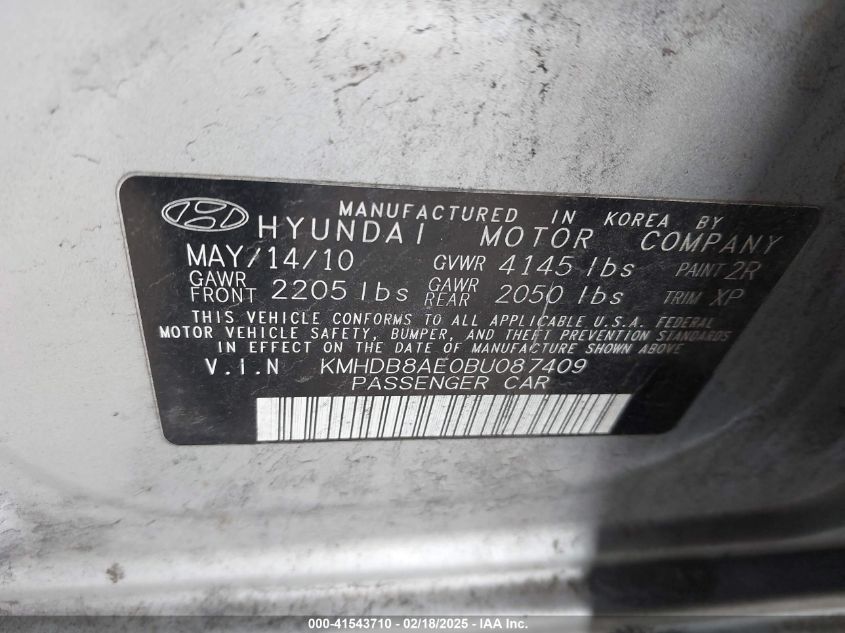 MANUFACTURED IN KOREA BY
HYUNDAI MOTOR COMPANY
MAY/14/10 GVWR 4145 lbs PAINT 2R
GAWR FRONT 2205 lbs GAWR REAR 2050 lbs TRIM XP
THIS VEHICLE CONFORMS TO ALL APPLICABLE U.S.A. FEDERAL
MOTOR VEHICLE SAFETY, BUMPER, AND THEFT PREVENTION STANDARDS
IN EFFECT ON THE DATE OF MANUFACTURE SHOWN ABOVE
V.I.N KMHDB8AE0BU087409
PASSENGER CAR
000-41543710 - 02/18/2025 - IAA Inc.